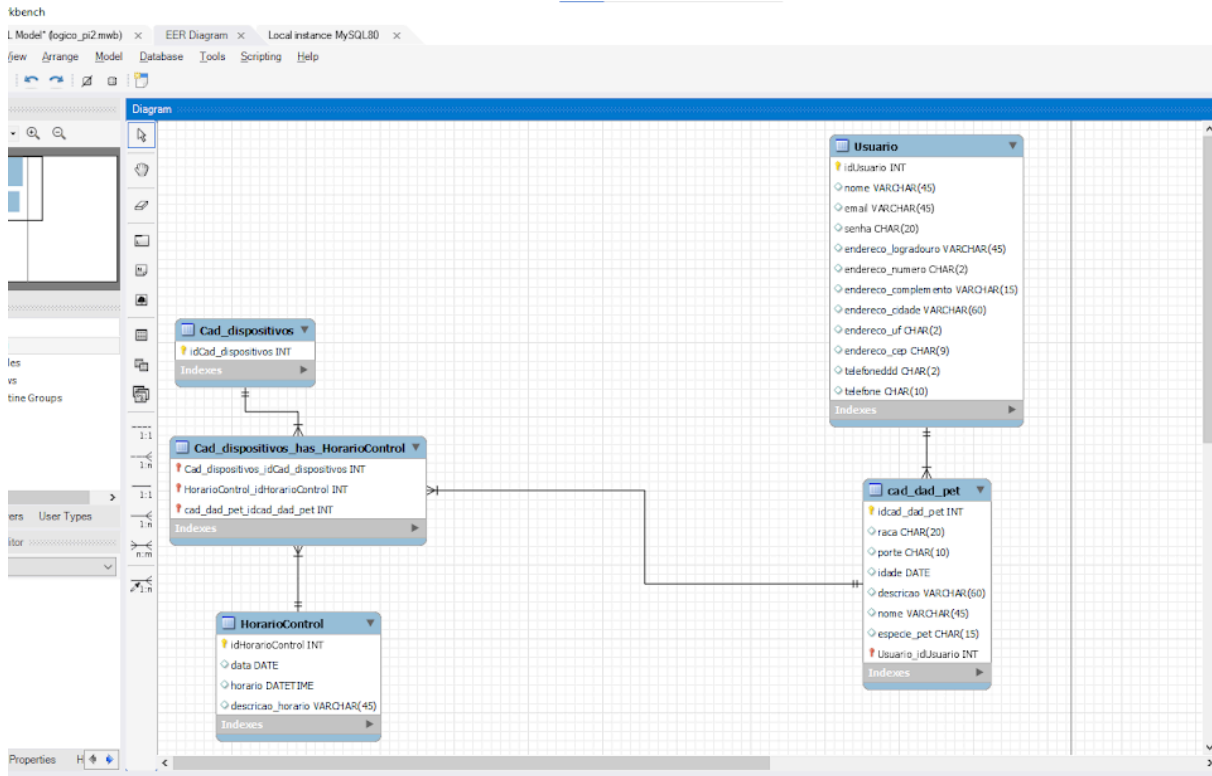 kbench
L Model* (logico_pi2.mwb) × EER Diagram × Local instance MySQL80 ×
View Arrange Model Database Tools Scripting Help
Diagram
Usuario
idUsuario INT
nome VARCHAR(45)
email VARCHAR(45)
senha CHAR(20)
endereco_logradouro VARCHAR(45)
endereco_numero CHAR(2)
endereco_complemento VARCHAR(15)
endereco_cidade VARCHAR(60)
endereco_uf CHAR(2)
endereco_cep CHAR(9)
telefoneddd CHAR(2)
telefone CHAR(10)
Indexes
Cad_dispositivos
idCad_dispositivos INT
Indexes
les
ws
tine Groups
1:1
1:n
1:1
1:n
n:m
1:n
Cad_dispositivos_has_HorarioControl
Cad_dispositivos_idCad_dispositivos INT
HorarioControl_idHorarioControl INT
cad_dad_pet_idcad_dad_pet INT
Indexes
cad_dad_pet
idcad_dad_pet INT
raca CHAR(20)
porte CHAR(10)
idade DATE
descricao VARCHAR(60)
nome VARCHAR(45)
especie_pet CHAR(15)
Usuario_idUsuario INT
Indexes
yers User Types
itor
HorarioControl
idHorarioControl INT
data DATE
horario DATETIME
descricao_horario VARCHAR(45)
Indexes
Properties H